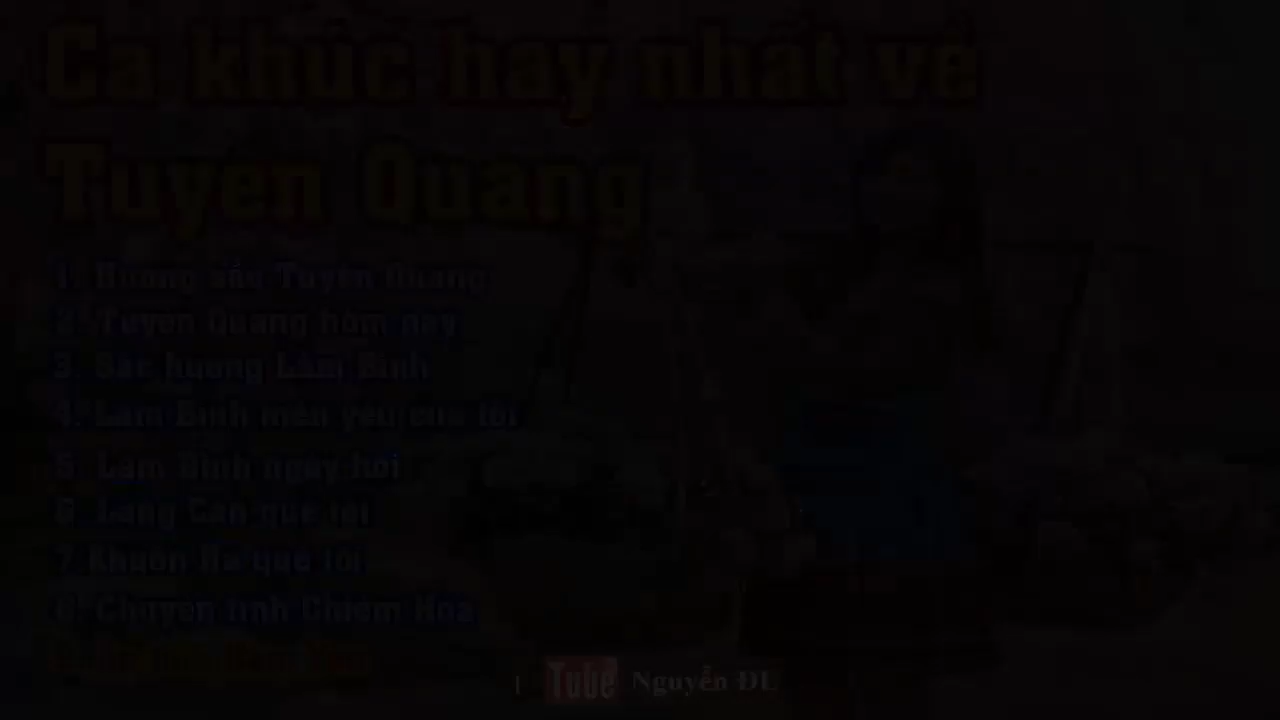 Ca khúc hay nhất về
Tuyên Quang
1. Hương sắc Tuyên Quang
2. Tuyên Quang hôm nay
3. Sắc hương Lâm Bình
4. Lâm Bình mến yêu của tôi
5. Lâm Bình ngày hội
6. Lăng Can quê tôi
7. Khuôn Hà quê tôi
8. Chuyện tình Chiêm Hóa
Tube Nguyễn ĐL